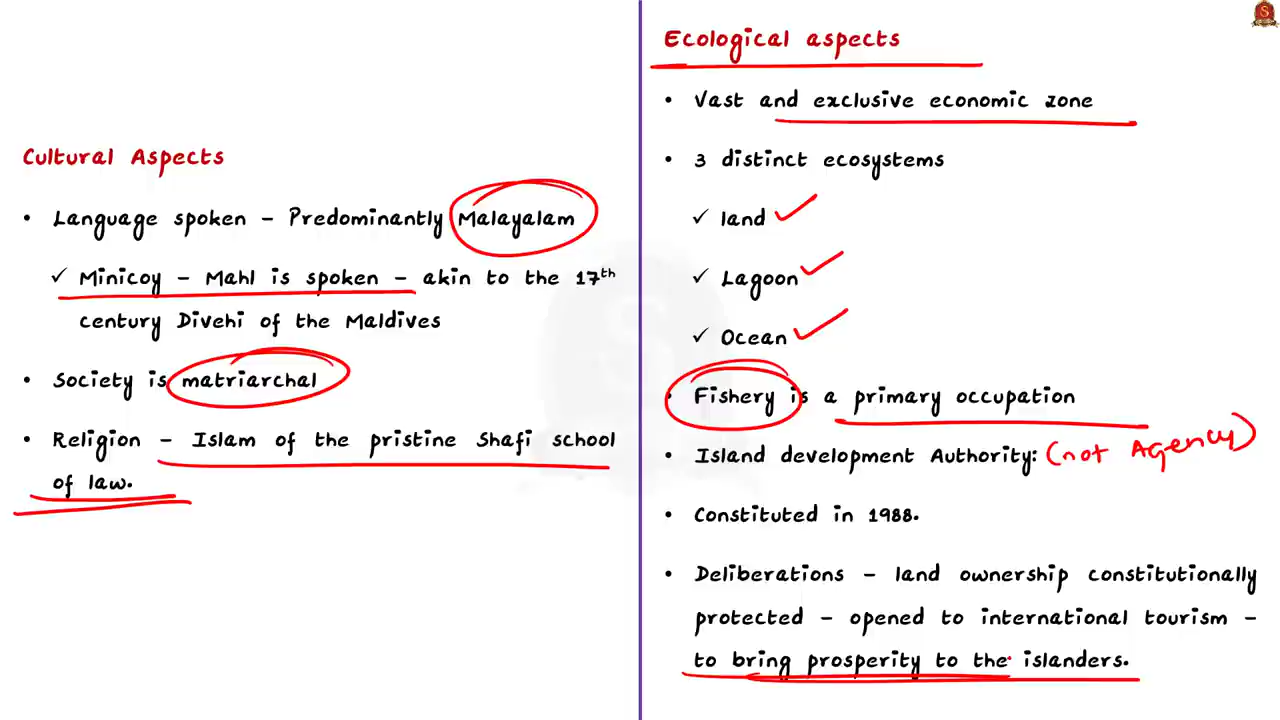 Cultural Aspects
• Language spoken – Predominantly Malayalam
✓ Minicoy – Mahl is spoken – akin to the 17th
century Divehi of the Maldives
• Society is matriarchal
• Religion – Islam of the pristine Shafi school
of law.
Ecological aspects
• Vast and exclusive economic zone
• 3 distinct ecosystems
✓ land
✓ Lagoon
✓ Ocean
• Fishery is a primary occupation
• Island development Authority: (not Agency)
• Constituted in 1988.
• Deliberations – land ownership constitutionally
protected – opened to international tourism –
to bring prosperity to the islanders.